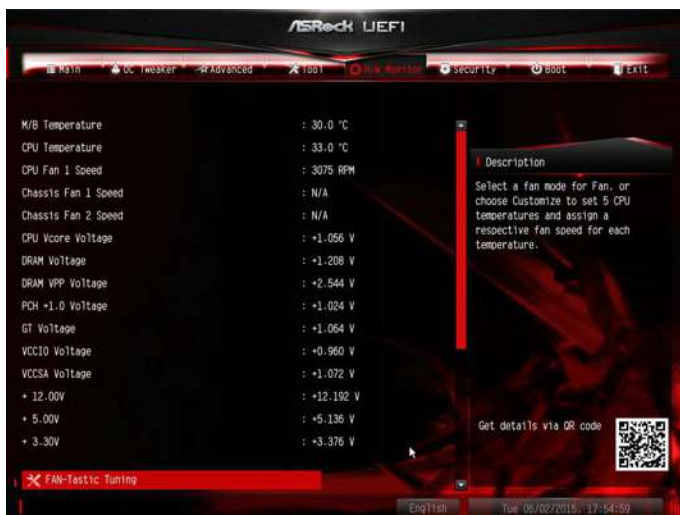 ASRock UEFI
Main OC Tweaker Advanced Tool H/W Monitor Security Boot Exit
M/B Temperature : 30.0 °C
CPU Temperature : 33.0 °C
CPU Fan 1 Speed : 3075 RPM
Chassis Fan 1 Speed : N/A
Chassis Fan 2 Speed : N/A
CPU Vcore Voltage : +1.056 V
DRAM Voltage : +1.208 V
DRAM VPP Voltage : +2.544 V
PCH +1.0 Voltage : +1.024 V
GT Voltage : +1.064 V
VCCIO Voltage : +0.960 V
VCCSA Voltage : +1.072 V
+ 12.00V : +12.192 V
+ 5.00V : +5.136 V
+ 3.30V : +3.376 V
FAN-Tastic Tuning
Description
Select a fan mode for Fan, or
choose Customize to set 5 CPU
temperatures and assign a
respective fan speed for each
temperature.
Get details via QR code
English Tue 06/02/2015. 17:54:59